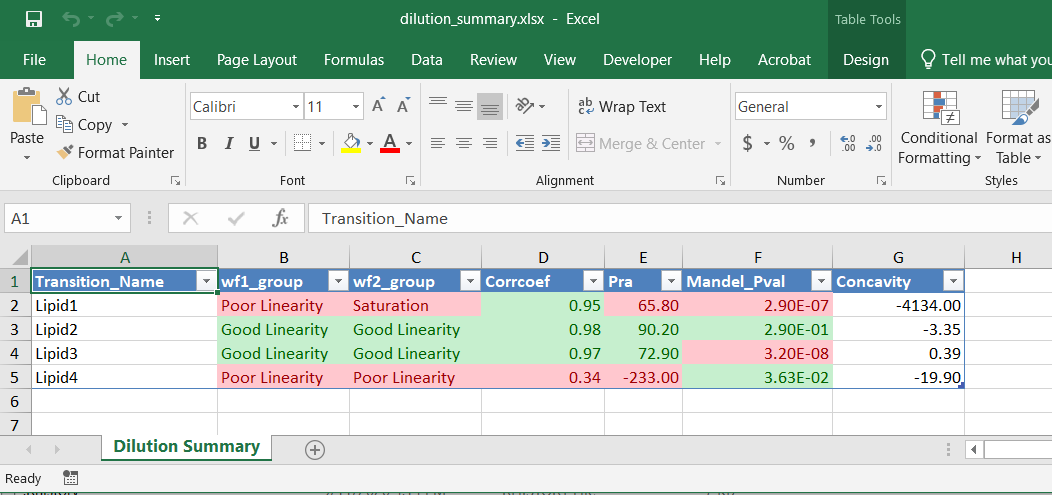 dilution_summary.xlsx - Excel
Table Tools
File Home Insert Page Layout Formulas Data Review View Developer Help Acrobat Design Tell me what you
Paste
Cut
Copy
Format Painter
Clipboard
Calibri 11
B I U
Font
Wrap Text
Merge & Center
Alignment
General
$ % ,
Number
Conditional Formatting
Format as Table
Styles
A1 fx Transition_Name
A B C D E F G H
1 Transition_Name wf1_group wf2_group Corrcoef Pra Mandel_Pval Concavity
2 Lipid1 Poor Linearity Saturation 0.95 65.80 2.90E-07 -4134.00
3 Lipid2 Good Linearity Good Linearity 0.98 90.20 2.90E-01 -3.35
4 Lipid3 Good Linearity Good Linearity 0.97 72.90 3.20E-08 0.39
5 Lipid4 Poor Linearity Poor Linearity 0.34 -233.00 3.63E-02 -19.90
6
7
Dilution Summary
Ready